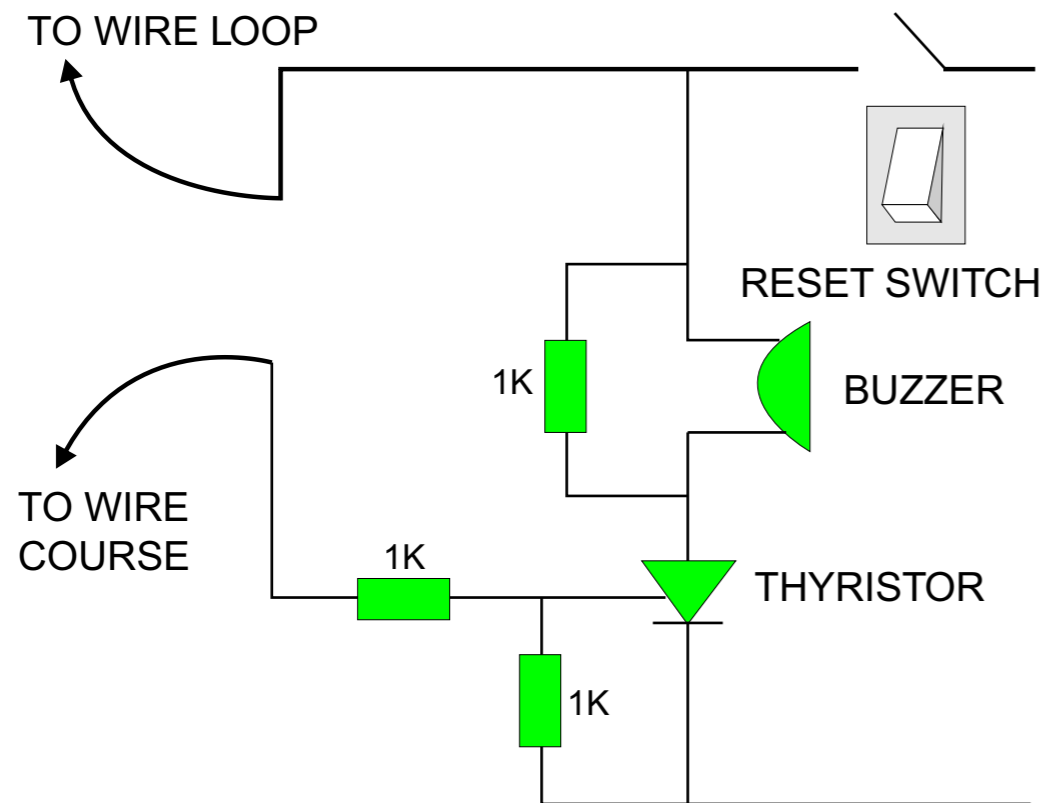 TO WIRE LOOP
RESET SWITCH
1K
BUZZER
TO WIRE
COURSE
1K
THYRISTOR
1K